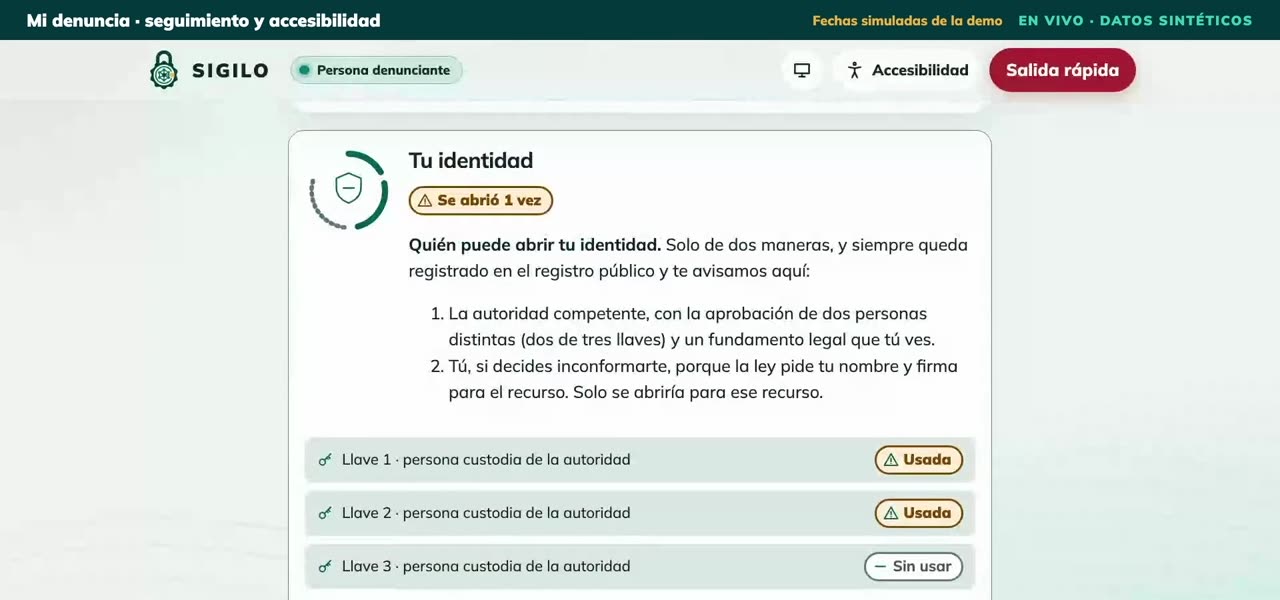 Mi denuncia · seguimiento y accesibilidad
Fechas simuladas de la demo
EN VIVO · DATOS SINTÉTICOS
SIGILO
Persona denunciante
Accesibilidad
Salida rápida
Tu identidad
Se abrió 1 vez
Quién puede abrir tu identidad. Solo de dos maneras, y siempre queda
registrado en el registro público y te avisamos aquí:
1. La autoridad competente, con la aprobación de dos personas
distintas (dos de tres llaves) y un fundamento legal que tú ves.
2. Tú, si decides inconformarte, porque la ley pide tu nombre y firma
para el recurso. Solo se abriría para ese recurso.
Llave 1 · persona custodia de la autoridad
Usada
Llave 2 · persona custodia de la autoridad
Usada
Llave 3 · persona custodia de la autoridad
Sin usar